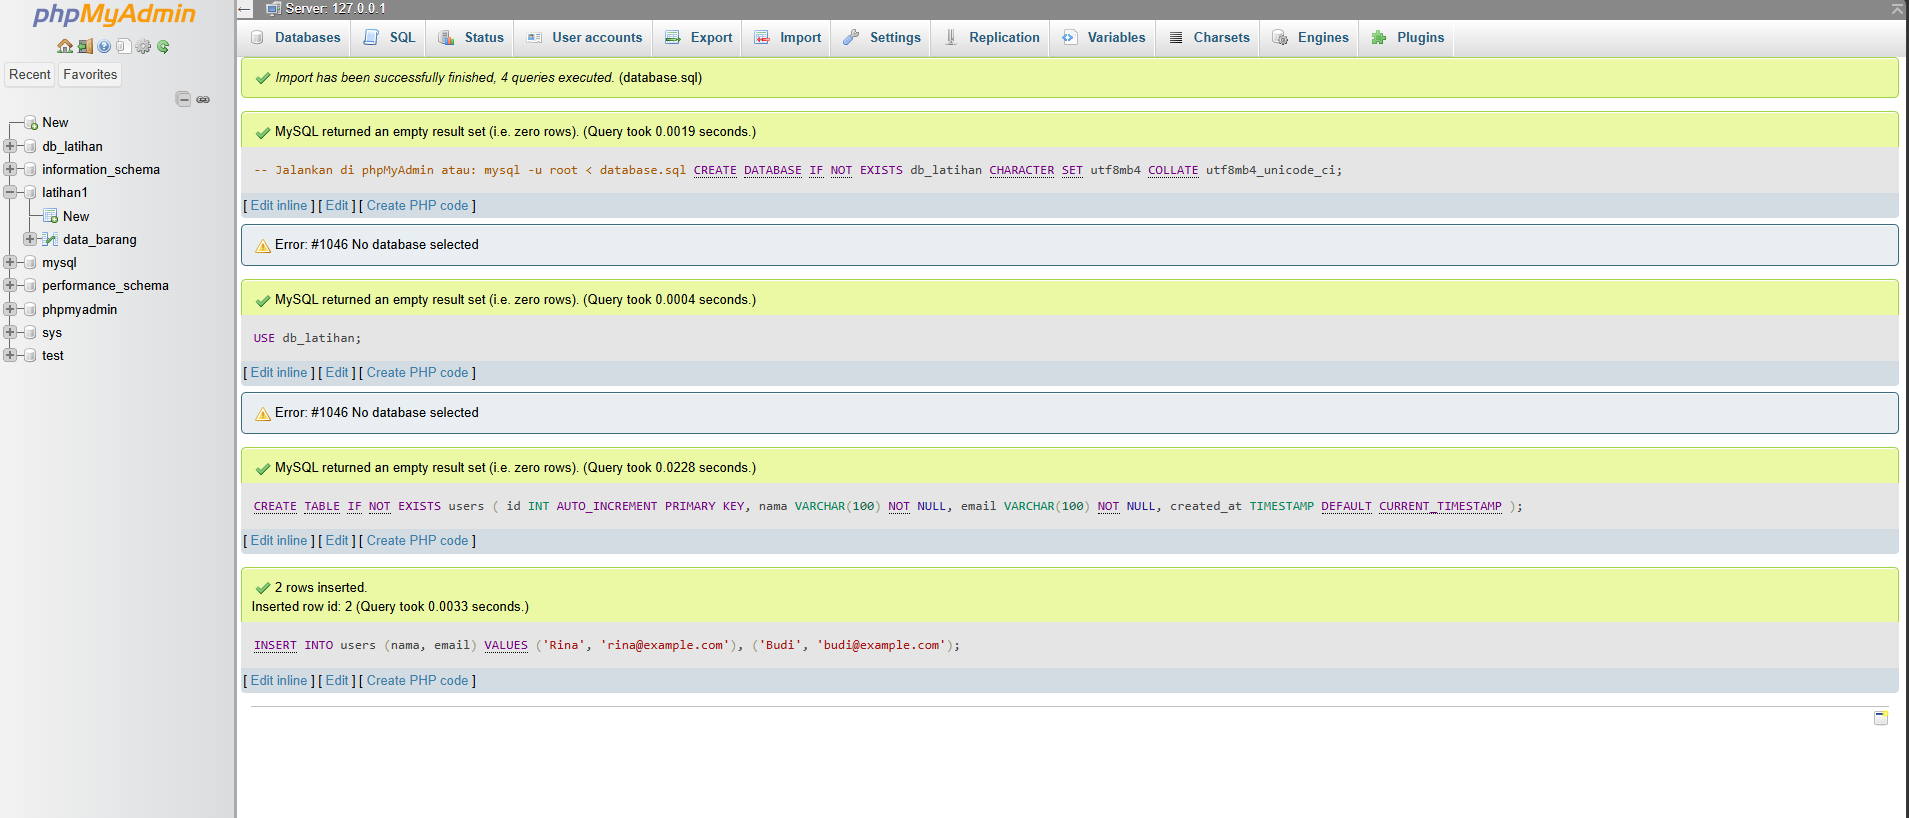 phpMyAdmin
Recent Favorites
New
db_latihan
information_schema
latihan1
New
data_barang
mysql
performance_schema
phpmyadmin
sys
test
Server: 127.0.0.1
Databases SQL Status User accounts Export Import Settings Replication Variables Charsets Engines Plugins
Import has been successfully finished, 4 queries executed. (database.sql)
MySQL returned an empty result set (i.e. zero rows). (Query took 0.0019 seconds.)
-- Jalankan di phpMyAdmin atau: mysql -u root < database.sql CREATE DATABASE IF NOT EXISTS db_latihan CHARACTER SET utf8mb4 COLLATE utf8mb4_unicode_ci;
[ Edit inline ] [ Edit ] [ Create PHP code ]
Error: #1046 No database selected
MySQL returned an empty result set (i.e. zero rows). (Query took 0.0004 seconds.)
USE db_latihan;
[ Edit inline ] [ Edit ] [ Create PHP code ]
Error: #1046 No database selected
MySQL returned an empty result set (i.e. zero rows). (Query took 0.0228 seconds.)
CREATE TABLE IF NOT EXISTS users ( id INT AUTO_INCREMENT PRIMARY KEY, nama VARCHAR(100) NOT NULL, email VARCHAR(100) NOT NULL, created_at TIMESTAMP DEFAULT CURRENT_TIMESTAMP );
[ Edit inline ] [ Edit ] [ Create PHP code ]
2 rows inserted.
Inserted row id: 2 (Query took 0.0033 seconds.)
INSERT INTO users (nama, email) VALUES ('Rina', 'rina@example.com'), ('Budi', 'budi@example.com');
[ Edit inline ] [ Edit ] [ Create PHP code ]